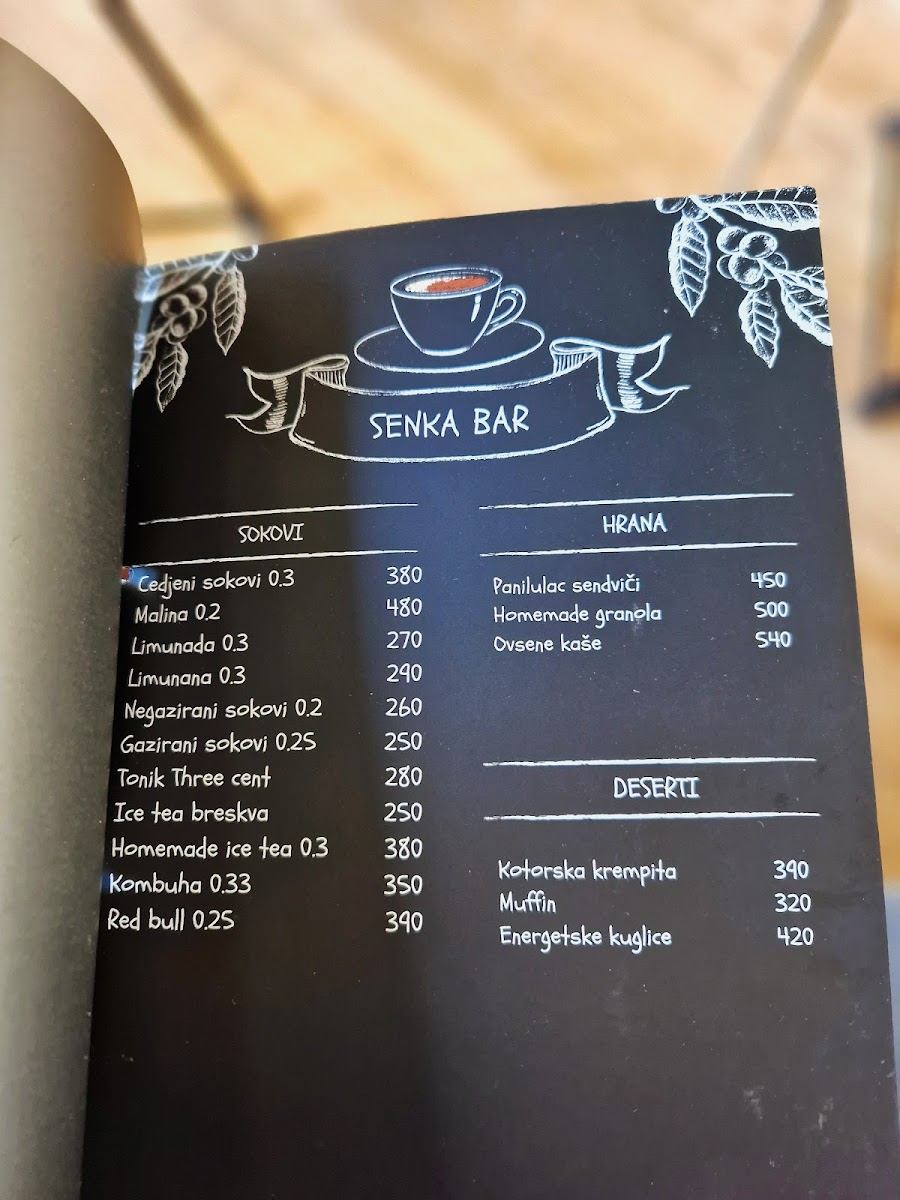 SENKA BAR
SOKOVI
Cedjeni sokovi 0.3 380
Malina 0.2 480
Limunada 0.3 270
Limunana 0.3 290
Negazirani sokovi 0.2 260
Gazirani sokovi 0.25 250
Tonik Three cent 280
Ice tea breskva 250
Homemade ice tea 0.3 380
Kombuha 0.33 350
Red bull 0.25 390
HRANA
Panilulac sendviči 450
Homemade granola 500
Ovsene kaše 540
DESERTI
Kotorska krempita 390
Muffin 320
Energetske kuglice 420